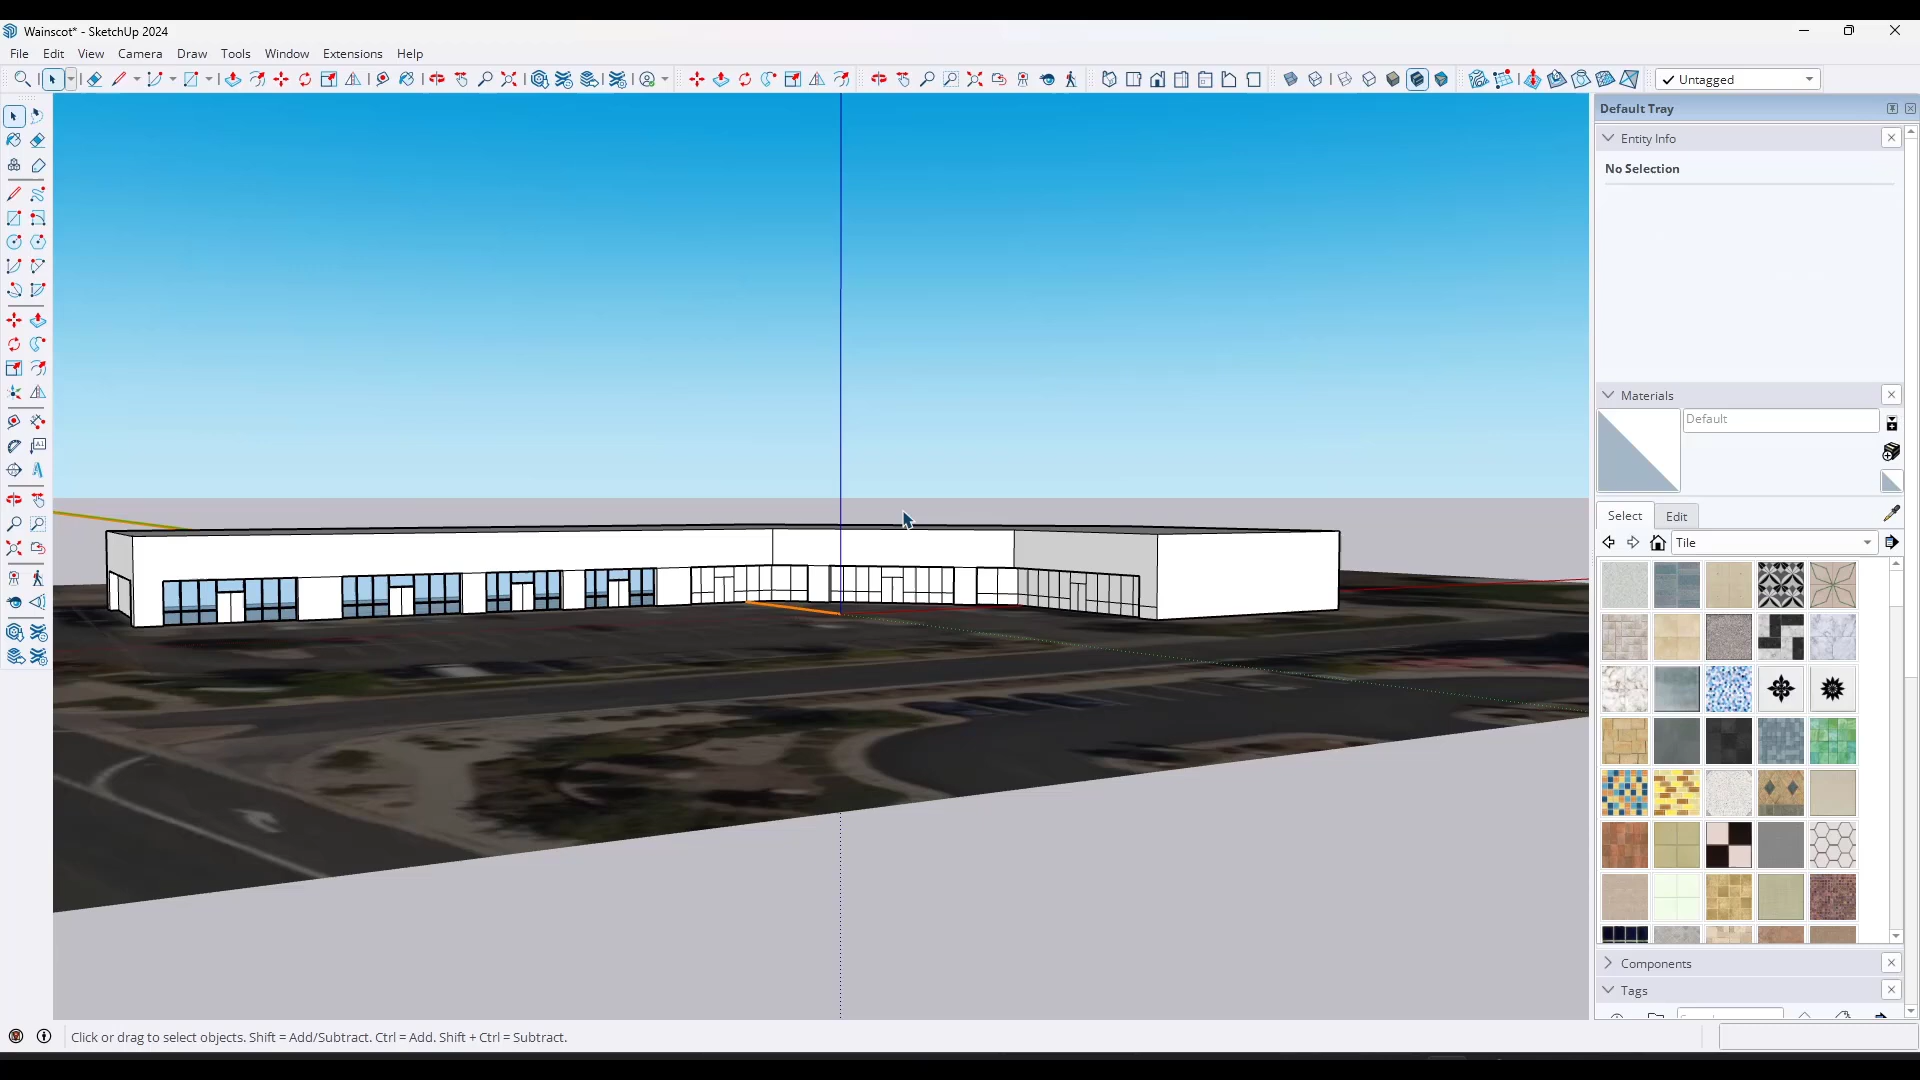 Wainscot* - SketchUp 2024
File Edit View Camera Draw Tools Window Extensions Help
Untagged
Default Tray
Entity Info
No Selection
Materials
Default
Select Edit
Tile
Components
Tags
Click or drag to select objects. Shift = Add/Subtract. Ctrl = Add. Shift + Ctrl = Subtract.